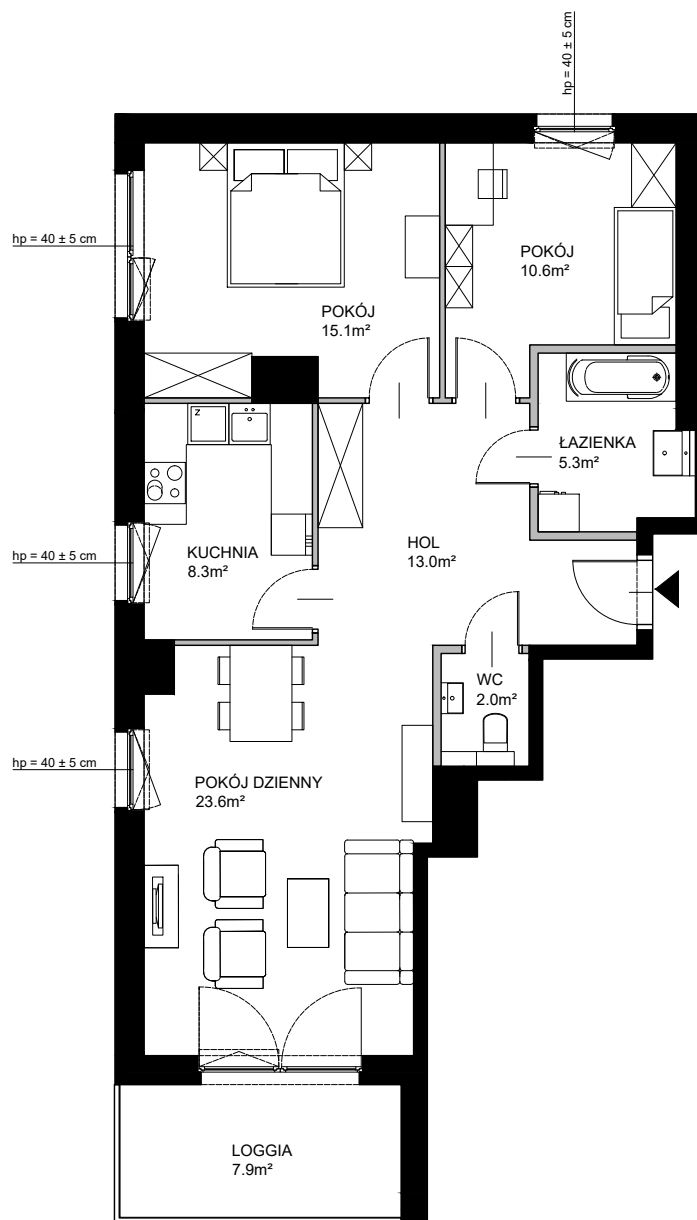 hp = 40 ± 5 cm
hp = 40 ± 5 cm
POKÓJ
10.6m²
POKÓJ
15.1m²
Z
ŁAZIENKA
5.3m²
HOL
13.0m²
KUCHNIA
8.3m²
hp = 40 ± 5 cm
WC
2.0m²
hp = 40 ± 5 cm
POKÓJ DZIENNY
23.6m²
LOGGIA
7.9m²